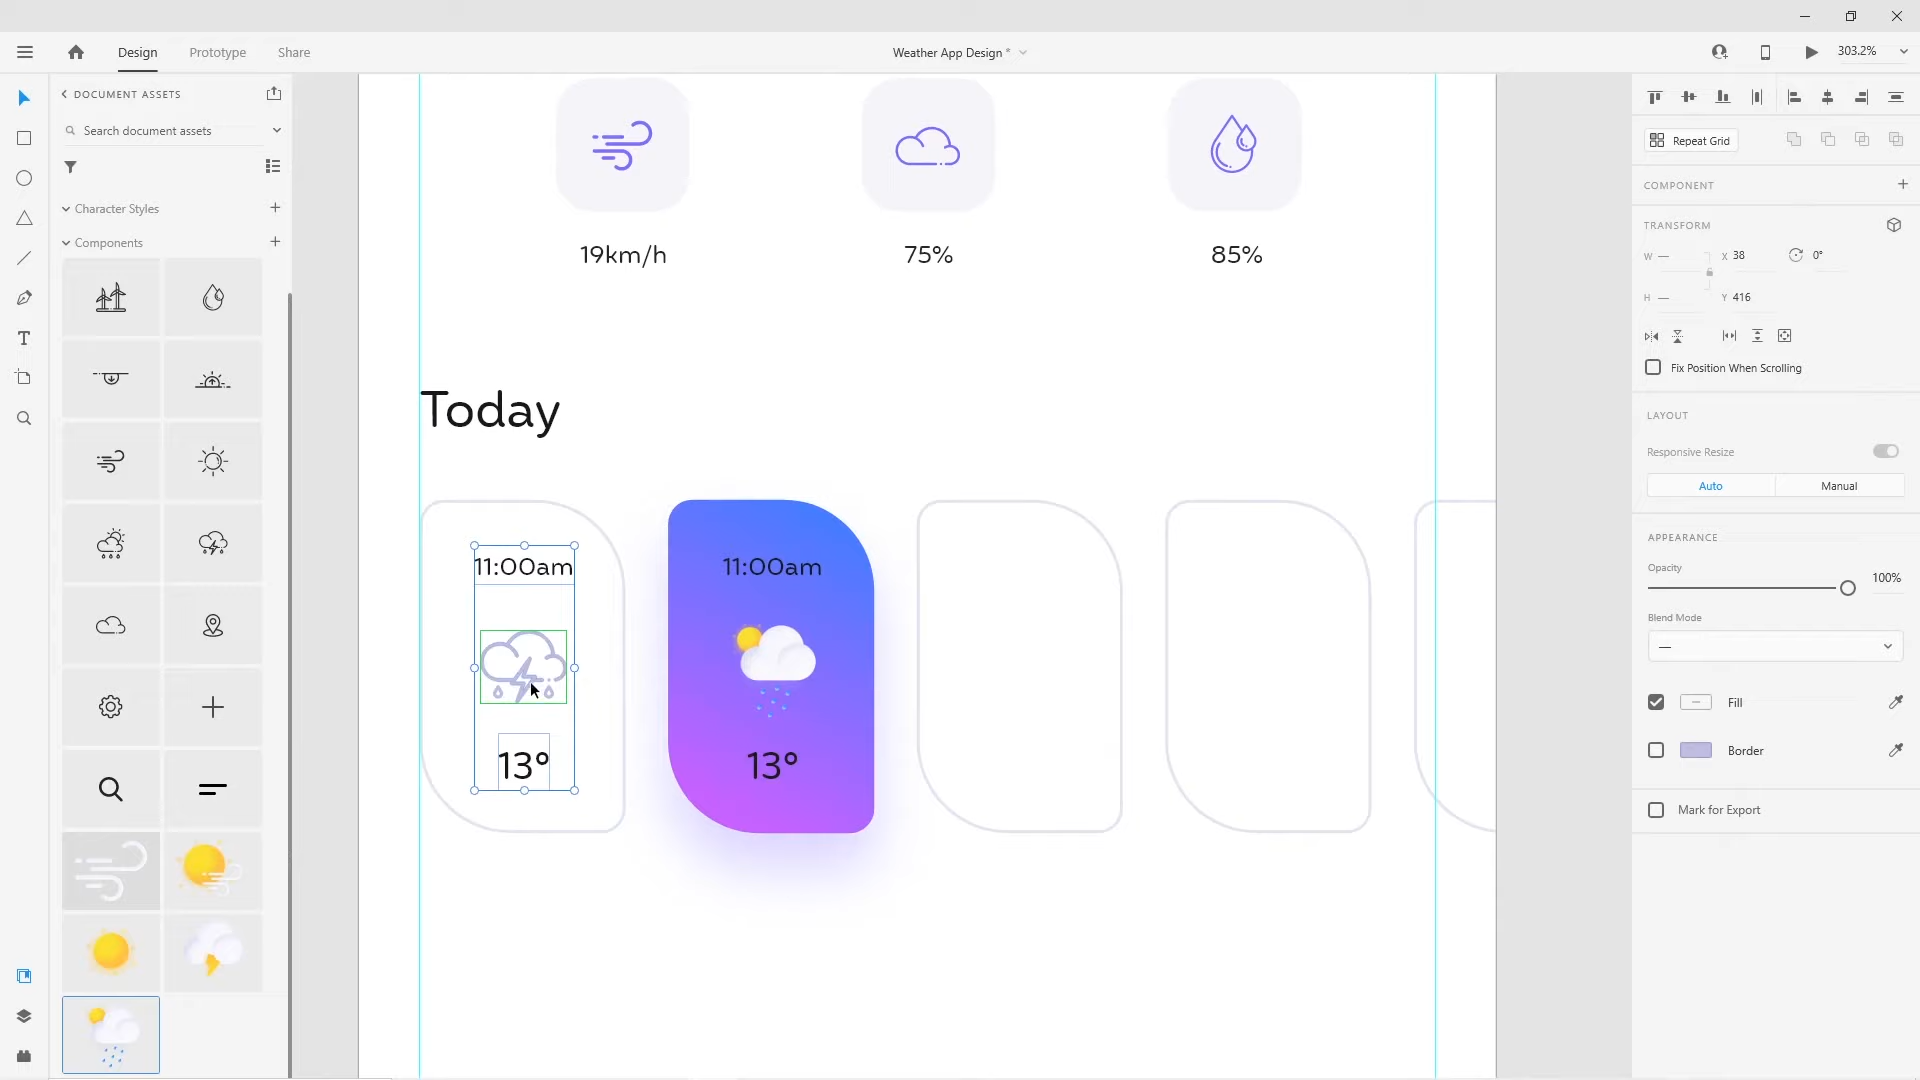 Design
Prototype
Share
Weather App Design *
303.2%
DOCUMENT ASSETS
Search document assets
Character Styles
Components
19km/h
75%
85%
Today
11:00am
13°
11:00am
13°
Repeat Grid
COMPONENT
TRANSFORM
W —
X 38
0°
H —
Y 416
Fix Position When Scrolling
LAYOUT
Responsive Resize
Auto
Manual
APPEARANCE
Opacity
100%
Blend Mode
—
Fill
Border
Mark for Export